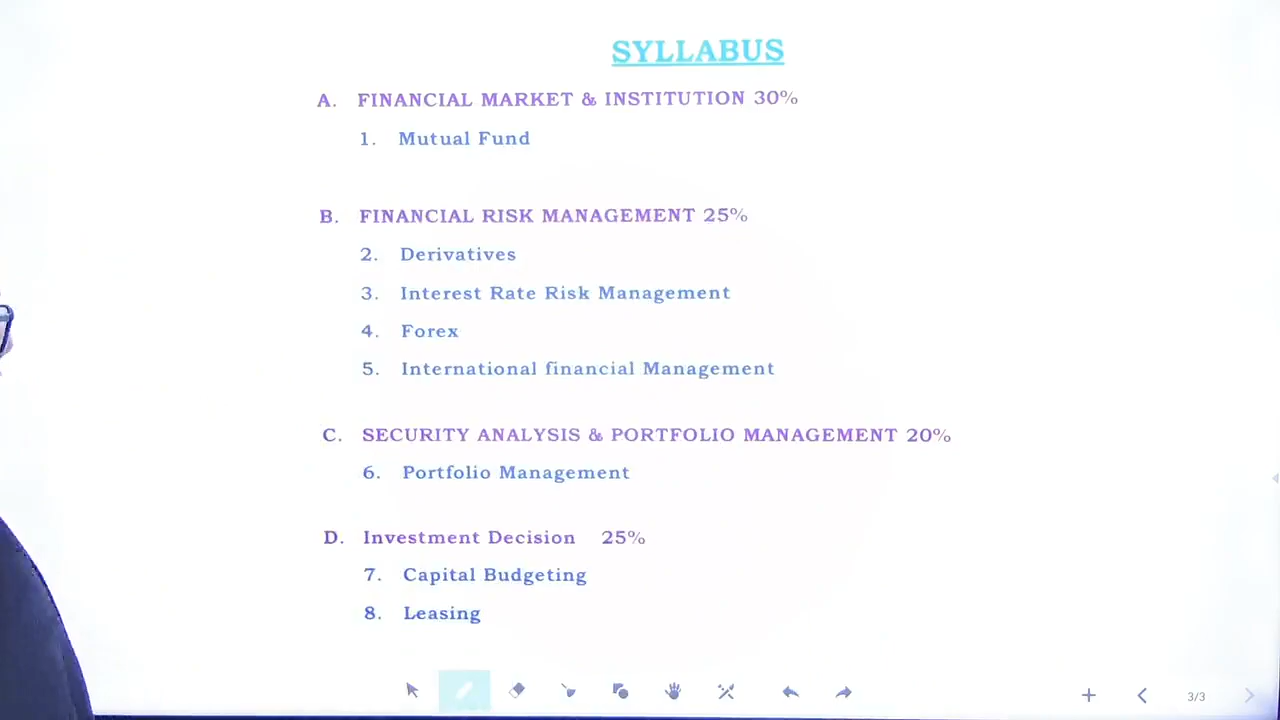 SYLLABUS
A. FINANCIAL MARKET & INSTITUTION 30%
1. Mutual Fund
B. FINANCIAL RISK MANAGEMENT 25%
2. Derivatives
3. Interest Rate Risk Management
4. Forex
5. International financial Management
C. SECURITY ANALYSIS & PORTFOLIO MANAGEMENT 20%
6. Portfolio Management
D. Investment Decision 25%
7. Capital Budgeting
8. Leasing
3/3